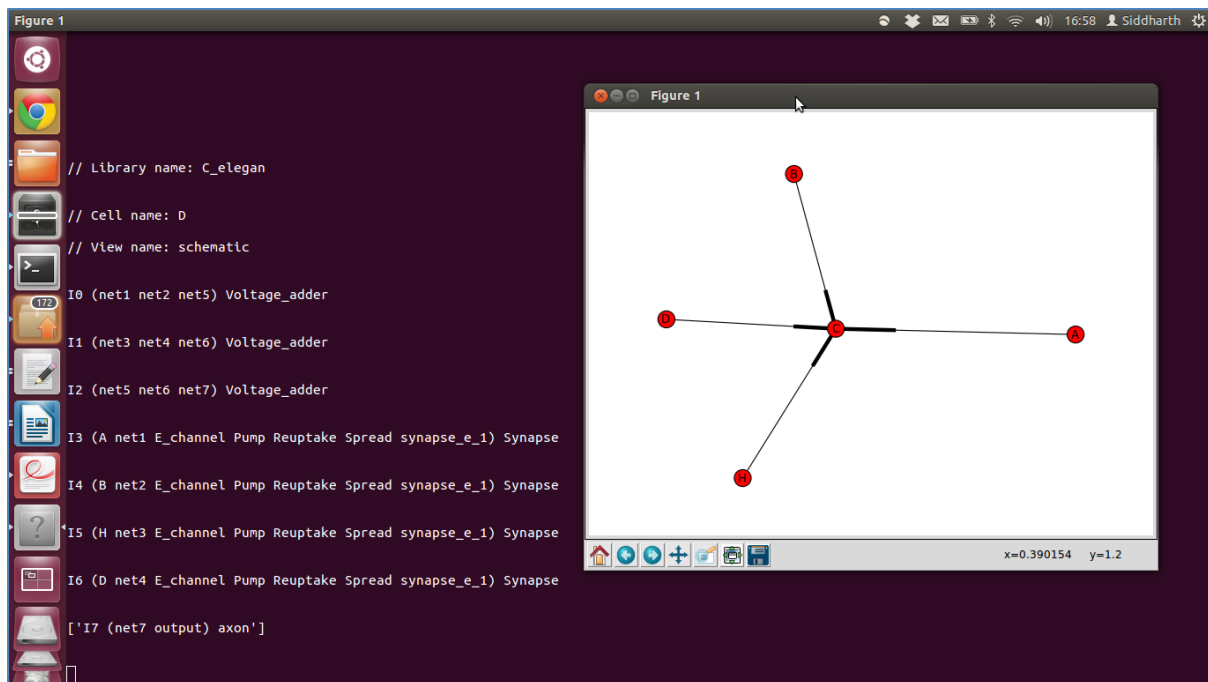 Figure 1
16:58 Siddharth
// Library name: C_elegan
// Cell name: D
// View name: schematic
I0 (net1 net2 net5) Voltage_adder
I1 (net3 net4 net6) Voltage_adder
I2 (net5 net6 net7) Voltage_adder
I3 (A net1 E_channel Pump Reuptake Spread synapse_e_1) Synapse
I4 (B net2 E_channel Pump Reuptake Spread synapse_e_1) Synapse
I5 (H net3 E_channel Pump Reuptake Spread synapse_e_1) Synapse
I6 (D net4 E_channel Pump Reuptake Spread synapse_e_1) Synapse
['I7 (net7 output) axon']
172
>_
?
Figure 1
B
D
C
A
H
x=0.390154 y=1.2